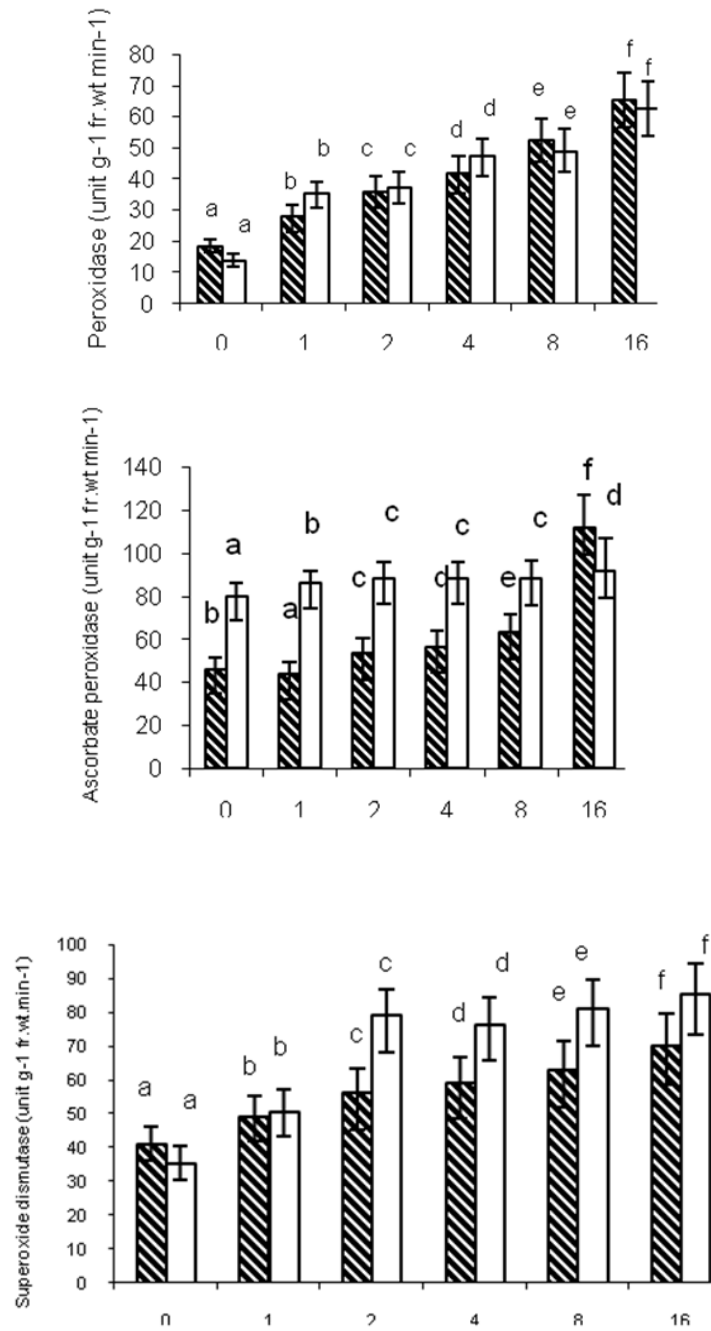 Peroxidase (unit g-1 fr.wt min-1)
80
70
60
50
40
30
20
10
0
a
a
b
b
c
c
d
d
e
e
f
f
0 1 2 4 8 16
Ascorbate peroxidase (unit g-1 fr.wt min-1)
140
120
100
80
60
40
20
0
b
a
a
b
c
c
d
c
e
c
f
d
0 1 2 4 8 16
Superoxide dismutase (unit g-1 fr.wt.min-1)
100
90
80
70
60
50
40
30
20
10
0
a
a
b
b
c
c
d
d
e
e
f
f
0 1 2 4 8 16